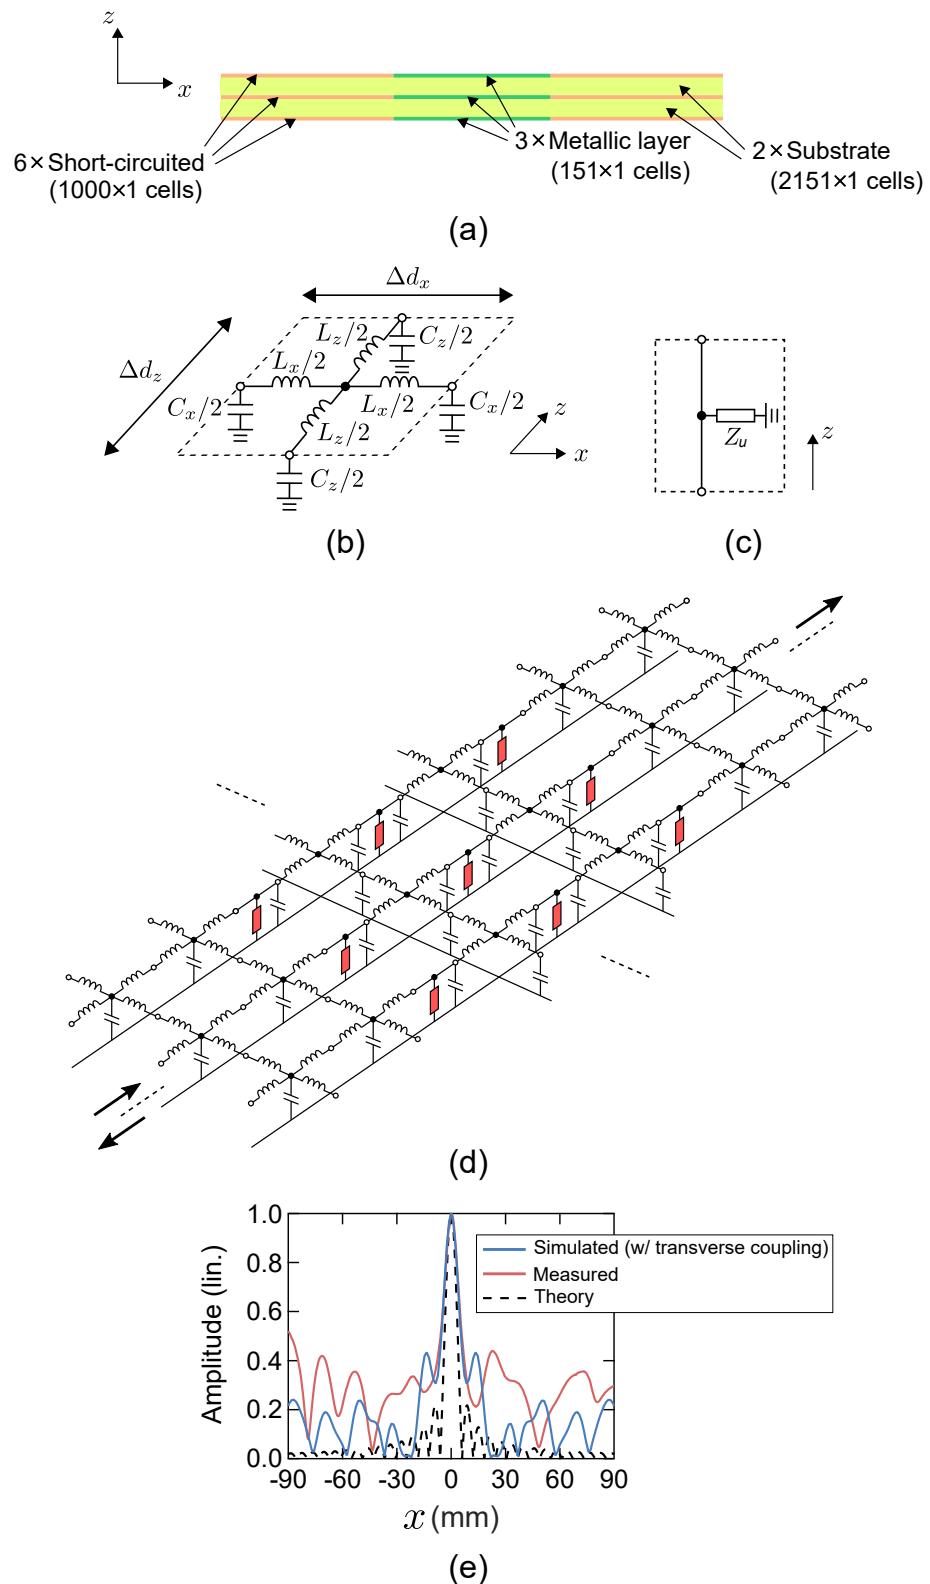 z
x
6×Short-circuited
(1000×1 cells)
3×Metallic layer
(151×1 cells)
2×Substrate
(2151×1 cells)
(a)
Δd_x
Δd_z
L_z/2
C_z/2
L_x/2
C_x/2
L_x/2
C_x/2
L_z/2
C_z/2
z
x
(b)
Z_u
z
(c)
(d)
Amplitude (lin.)
1.0
0.8
0.6
0.4
0.2
0.0
-90
-60
-30
0
30
60
90
x (mm)
Simulated (w/ transverse coupling)
Measured
Theory
(e)